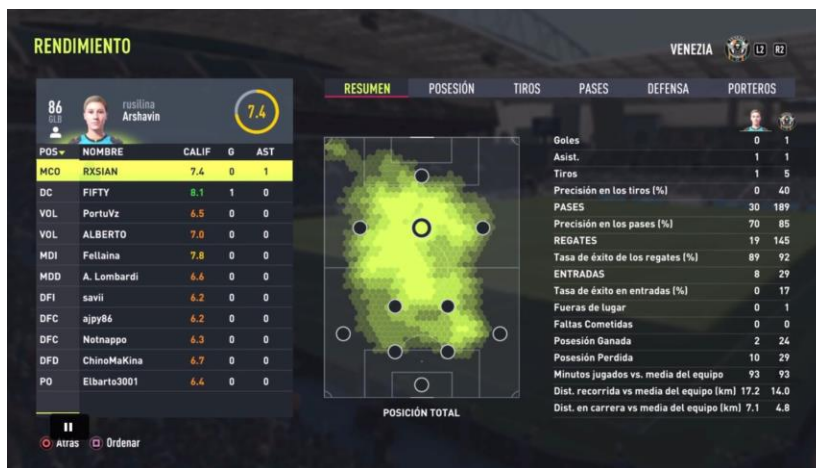 RENDIMIENTO
VENEZIA L2 R2
86 GLB rusilina Arshavin 7.4
POS NOMBRE CALIF G AST
MCO RXSIAN 7.4 0 1
DC FIFTY 8.1 1 0
VOL PortuVz 6.5 0 0
VOL ALBERTO 7.0 0 0
MDI Fellaina 7.8 0 0
MDD A. Lombardi 6.6 0 0
DFI savii 6.2 0 0
DFC ajpy86 6.2 0 0
DFC Notnappo 6.3 0 0
DFD ChinoMaKina 6.7 0 0
PO Elbarto3001 6.4 0 0
Atrás Ordenar
RESUMEN POSESIÓN TIROS PASES DEFENSA PORTEROS
POSICIÓN TOTAL
Goles 0 1
Asist. 1 1
Tiros 1 5
Precisión en los tiros (%) 0 40
PASES 30 189
Precisión en los pases (%) 70 85
REGATES 19 145
Tasa de éxito de los regates (%) 89 92
ENTRADAS 8 29
Tasa de éxito en entradas (%) 0 17
Fueras de lugar 0 1
Faltas Cometidas 0 0
Posesión Ganada 2 24
Posesión Perdida 10 29
Minutos jugados vs. media del equipo 93 93
Dist. recorrida vs media del equipo (km) 17.2 14.0
Dist. en carrera vs media del equipo (km) 7.1 4.8